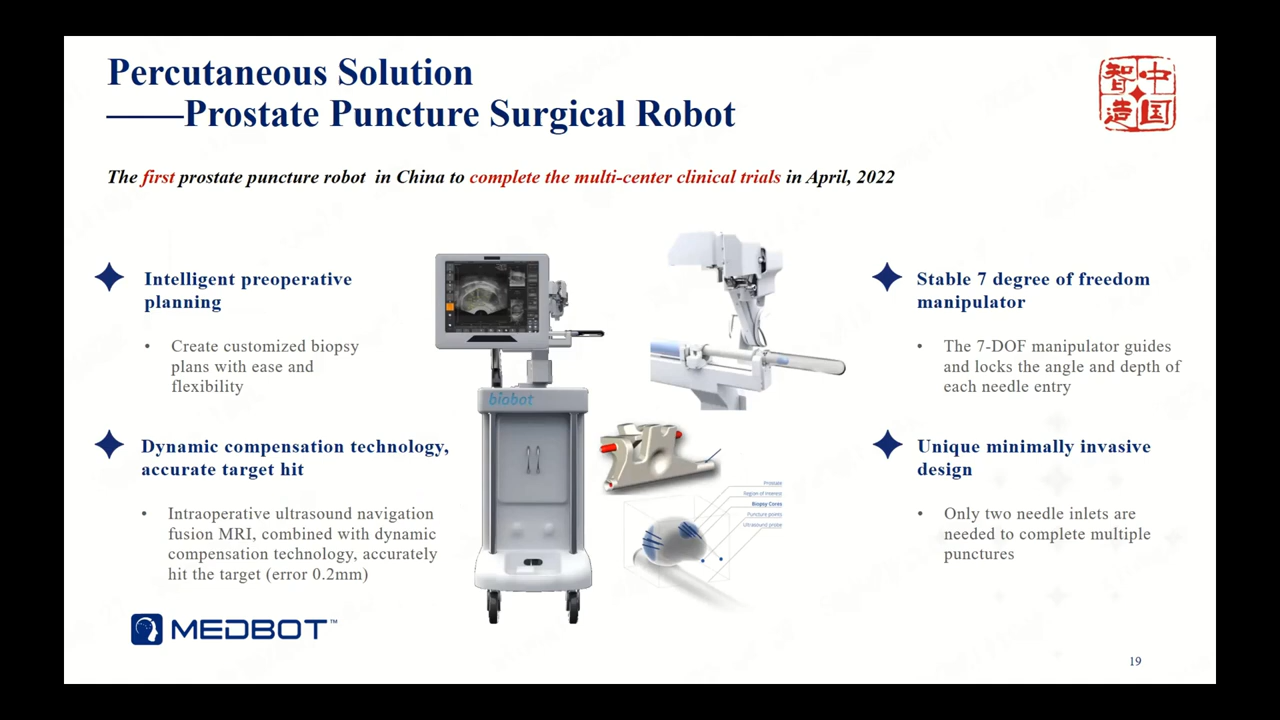 Percutaneous Solution
——Prostate Puncture Surgical Robot
中国
智造
The first prostate puncture robot in China to complete the multi-center clinical trials in April, 2022
Intelligent preoperative
planning
• Create customized biopsy
plans with ease and
flexibility
Dynamic compensation technology,
accurate target hit
• Intraoperative ultrasound navigation
fusion MRI, combined with dynamic
compensation technology, accurately
hit the target (error 0.2mm)
biobot
Prostate
Region of Interest
Biopsy Cores
Puncture points
Ultrasound probe
Stable 7 degree of freedom
manipulator
• The 7-DOF manipulator guides
and locks the angle and depth of
each needle entry
Unique minimally invasive
design
• Only two needle inlets are
needed to complete multiple
punctures
MEDBOT™
19